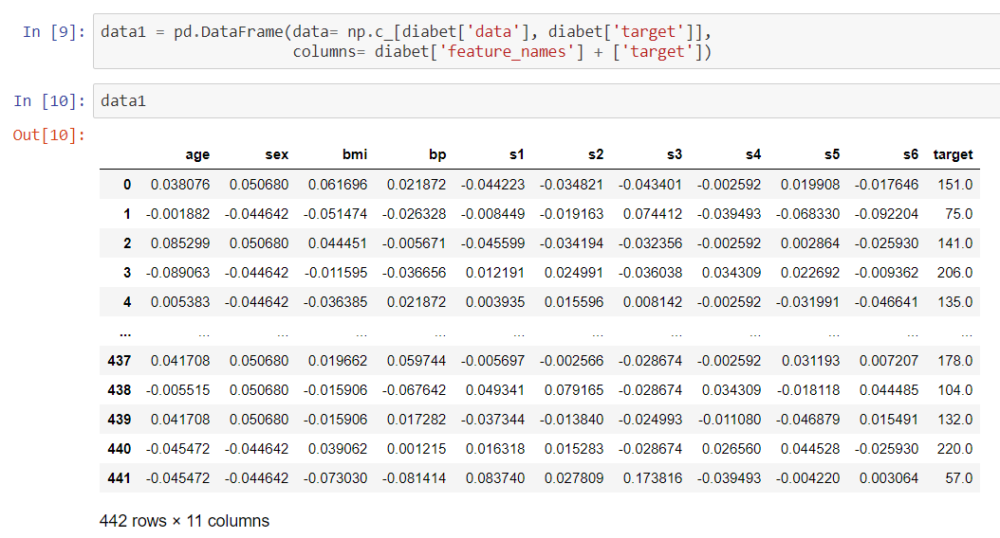 In [9]: data1 = pd.DataFrame(data= np.c_[diabet['data'], diabet['target']],
columns= diabet['feature_names'] + ['target'])
In [10]: data1
Out[10]:
age sex bmi bp s1 s2 s3 s4 s5 s6 target
0 0.038076 0.050680 0.061696 0.021872 -0.044223 -0.034821 -0.043401 -0.002592 0.019908 -0.017646 151.0
1 -0.001882 -0.044642 -0.051474 -0.026328 -0.008449 -0.019163 0.074412 -0.039493 -0.068330 -0.092204 75.0
2 0.085299 0.050680 0.044451 -0.005671 -0.045599 -0.034194 -0.032356 -0.002592 0.002864 -0.025930 141.0
3 -0.089063 -0.044642 -0.011595 -0.036656 0.012191 0.024991 -0.036038 0.034309 0.022692 -0.009362 206.0
4 0.005383 -0.044642 -0.036385 0.021872 0.003935 0.015596 0.008142 -0.002592 -0.031991 -0.046641 135.0
... ... ... ... ... ... ... ... ... ... ... ...
437 0.041708 0.050680 0.019662 0.059744 -0.005697 -0.002566 -0.028674 -0.002592 0.031193 0.007207 178.0
438 -0.005515 0.050680 -0.015906 -0.067642 0.049341 0.079165 -0.028674 0.034309 -0.018118 0.044485 104.0
439 0.041708 0.050680 -0.015906 0.017282 -0.037344 -0.013840 -0.024993 -0.011080 -0.046879 0.015491 132.0
440 -0.045472 -0.044642 0.039062 0.001215 0.016318 0.015283 -0.028674 0.026560 0.044528 -0.025930 220.0
441 -0.045472 -0.044642 -0.073030 -0.081414 0.083740 0.027809 0.173816 -0.039493 -0.004220 0.003064 57.0
442 rows × 11 columns